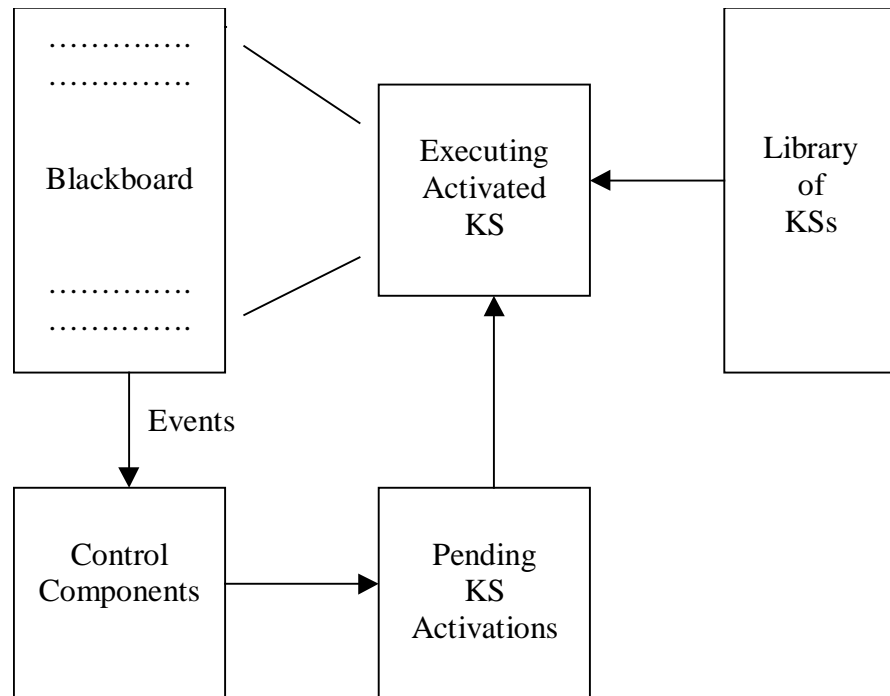 …………..
…………..
Blackboard
…………..
…………..
Executing
Activated
KS
Library
of
KSs
Events
Control
Components
Pending
KS
Activations